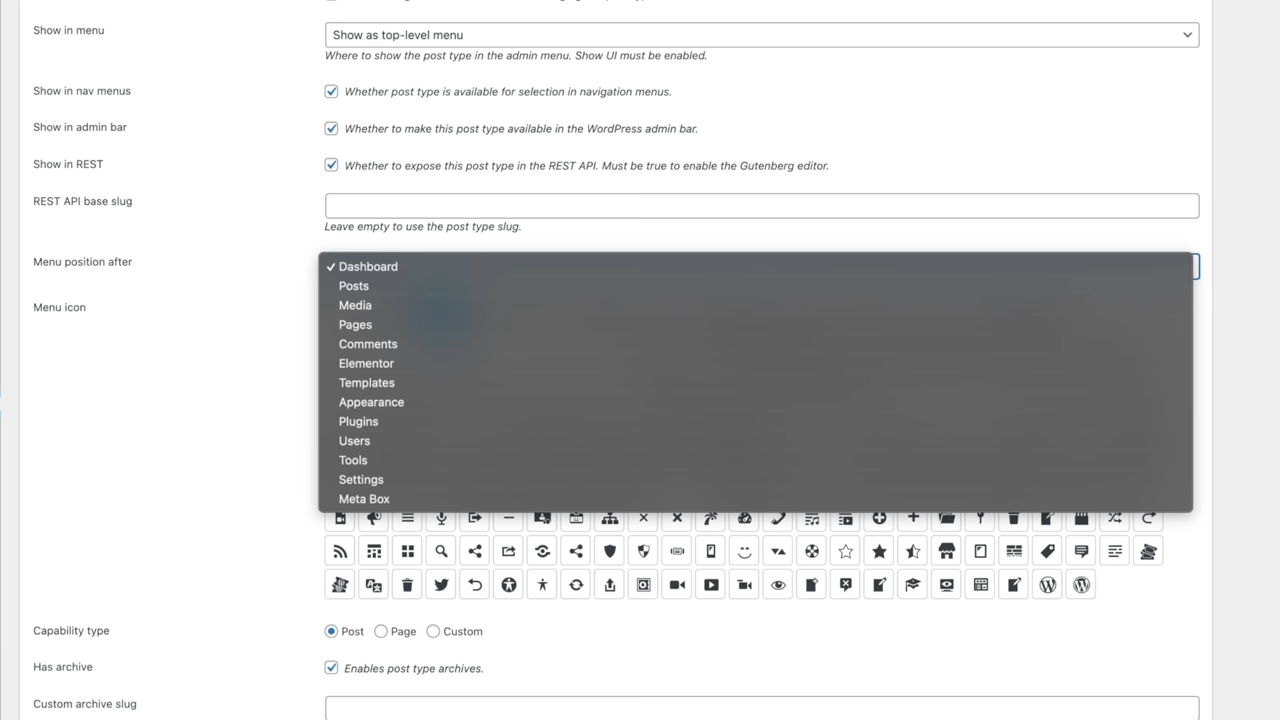 Show in menu
Show as top-level menu
Where to show the post type in the admin menu. Show UI must be enabled.
Show in nav menus
Whether post type is available for selection in navigation menus.
Show in admin bar
Whether to make this post type available in the WordPress admin bar.
Show in REST
Whether to expose this post type in the REST API. Must be true to enable the Gutenberg editor.
REST API base slug
Leave empty to use the post type slug.
Menu position after
Dashboard
Posts
Menu icon
Media
Pages
Comments
Elementor
Templates
Appearance
Plugins
Users
Tools
Settings
Meta Box
Capability type
Post Page Custom
Has archive
Enables post type archives.
Custom archive slug